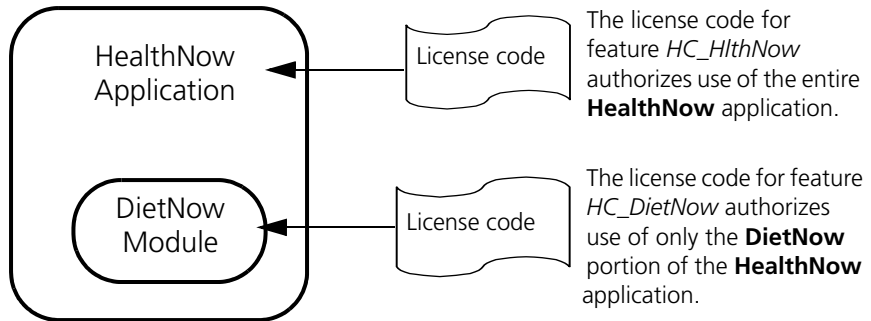 HealthNow
Application
License code
The license code for
feature HC_HlthNow
authorizes use of the entire
HealthNow application.
DietNow
Module
License code
The license code for feature
HC_DietNow authorizes
use of only the DietNow
portion of the HealthNow
application.